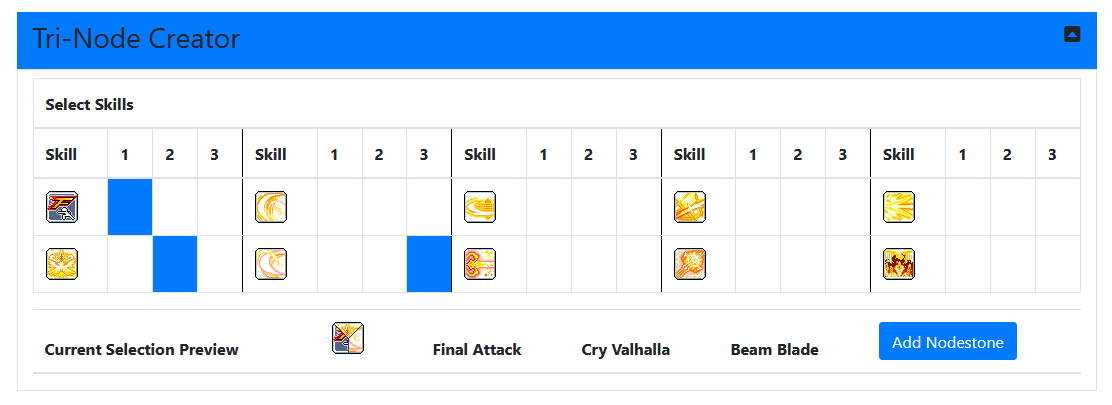 Tri-Node Creator
Select Skills
Skill 1 2 3 Skill 1 2 3 Skill 1 2 3 Skill 1 2 3 Skill 1 2 3
Current Selection Preview Final Attack Cry Valhalla Beam Blade Add Nodestone